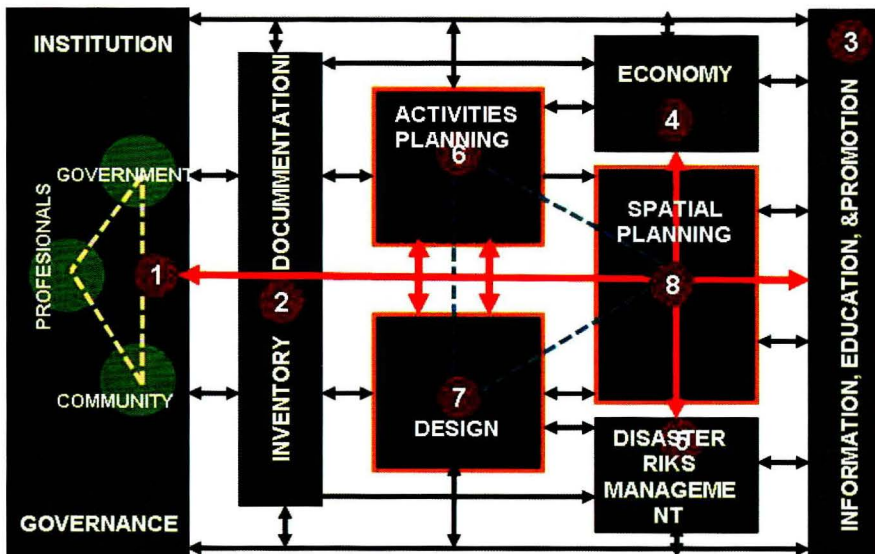 INSTITUTION
GOVERNMENT
PROFESIONALS
1
COMMUNITY
GOVERNANCE
INVENTORY
2
DOCUMMENTATIONI
ACTIVITIES
PLANNING
6
7
DESIGN
ECONOMY
4
SPATIAL
PLANNING
8
5
DISASTER
RIKS
MANAGEME
NT
3
INFORMATION, EDUCATION, &PROMOTION